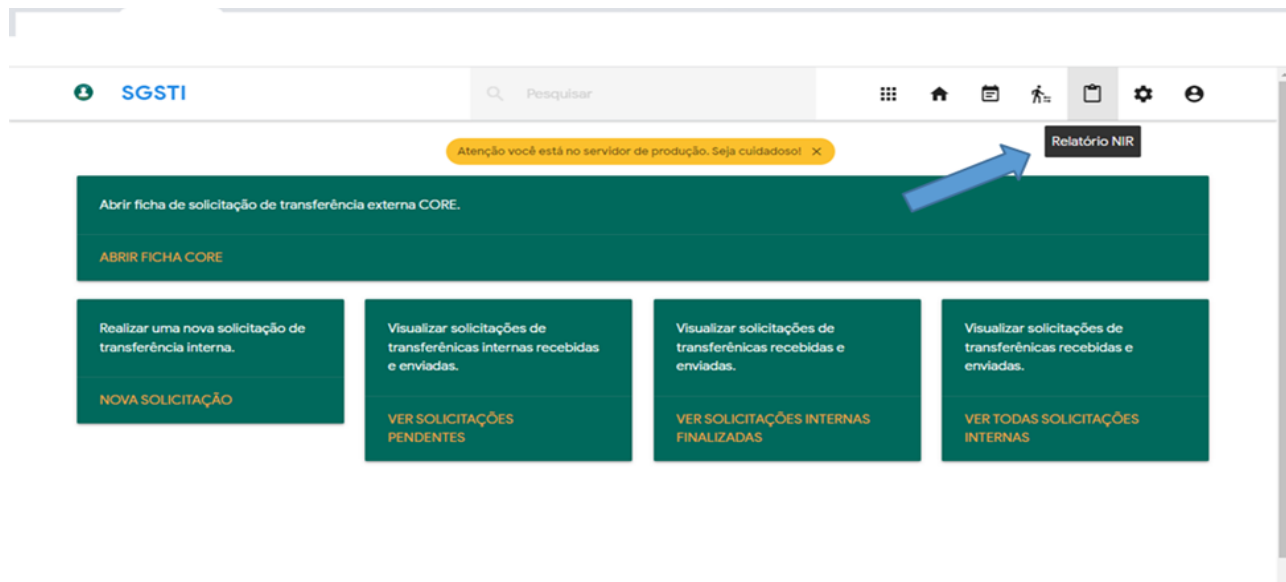 SGSTI
Pesquisar
Relatório NIR
Atenção você está no servidor de produção. Seja cuidadoso!
Abrir ficha de solicitação de transferência externa CORE.
ABRIR FICHA CORE
Realizar uma nova solicitação de
transferência interna.
NOVA SOLICITAÇÃO
Visualizar solicitações de
transferênicas internas recebidas
e enviadas.
VER SOLICITAÇÕES
PENDENTES
Visualizar solicitações de
transferênicas recebidas e
enviadas.
VER SOLICITAÇÕES INTERNAS
FINALIZADAS
Visualizar solicitações de
transferênicas recebidas e
enviadas.
VER TODAS SOLICITAÇÕES
INTERNAS